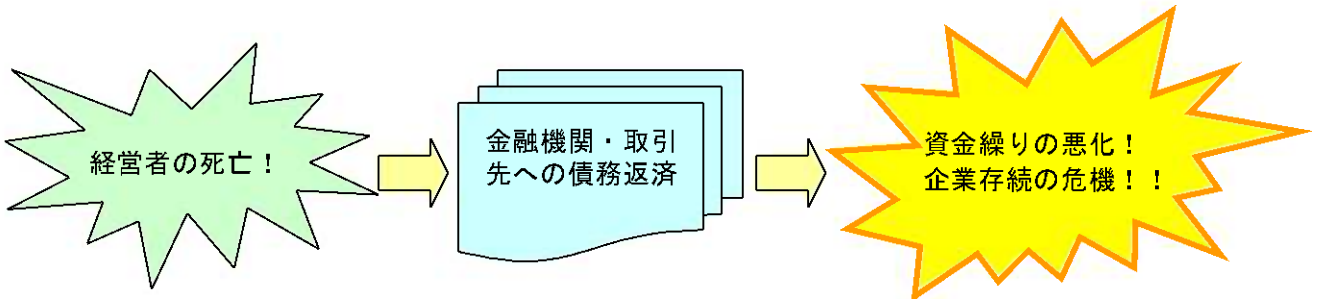 経営者の死亡！
金融機関・取引
先への債務返済
資金繰りの悪化！
企業存続の危機！！